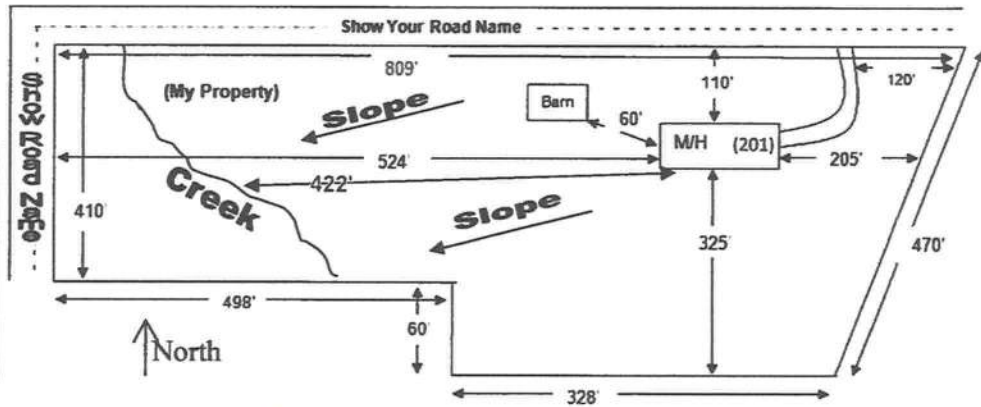 Show Your Road Name
Show Road Name
809'
(My Property)
Slope
Barn
60'
110'
120'
M/H (201)
524'
205'
422'
Creek
Slope
410'
325'
470'
498'
60'
North
328'